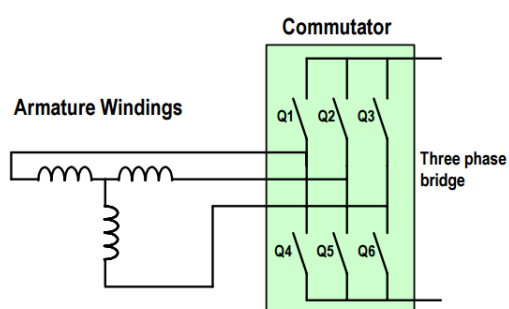 Commutator
Armature Windings
Q1 Q2 Q3
Three phase
bridge
Q4 Q5 Q6